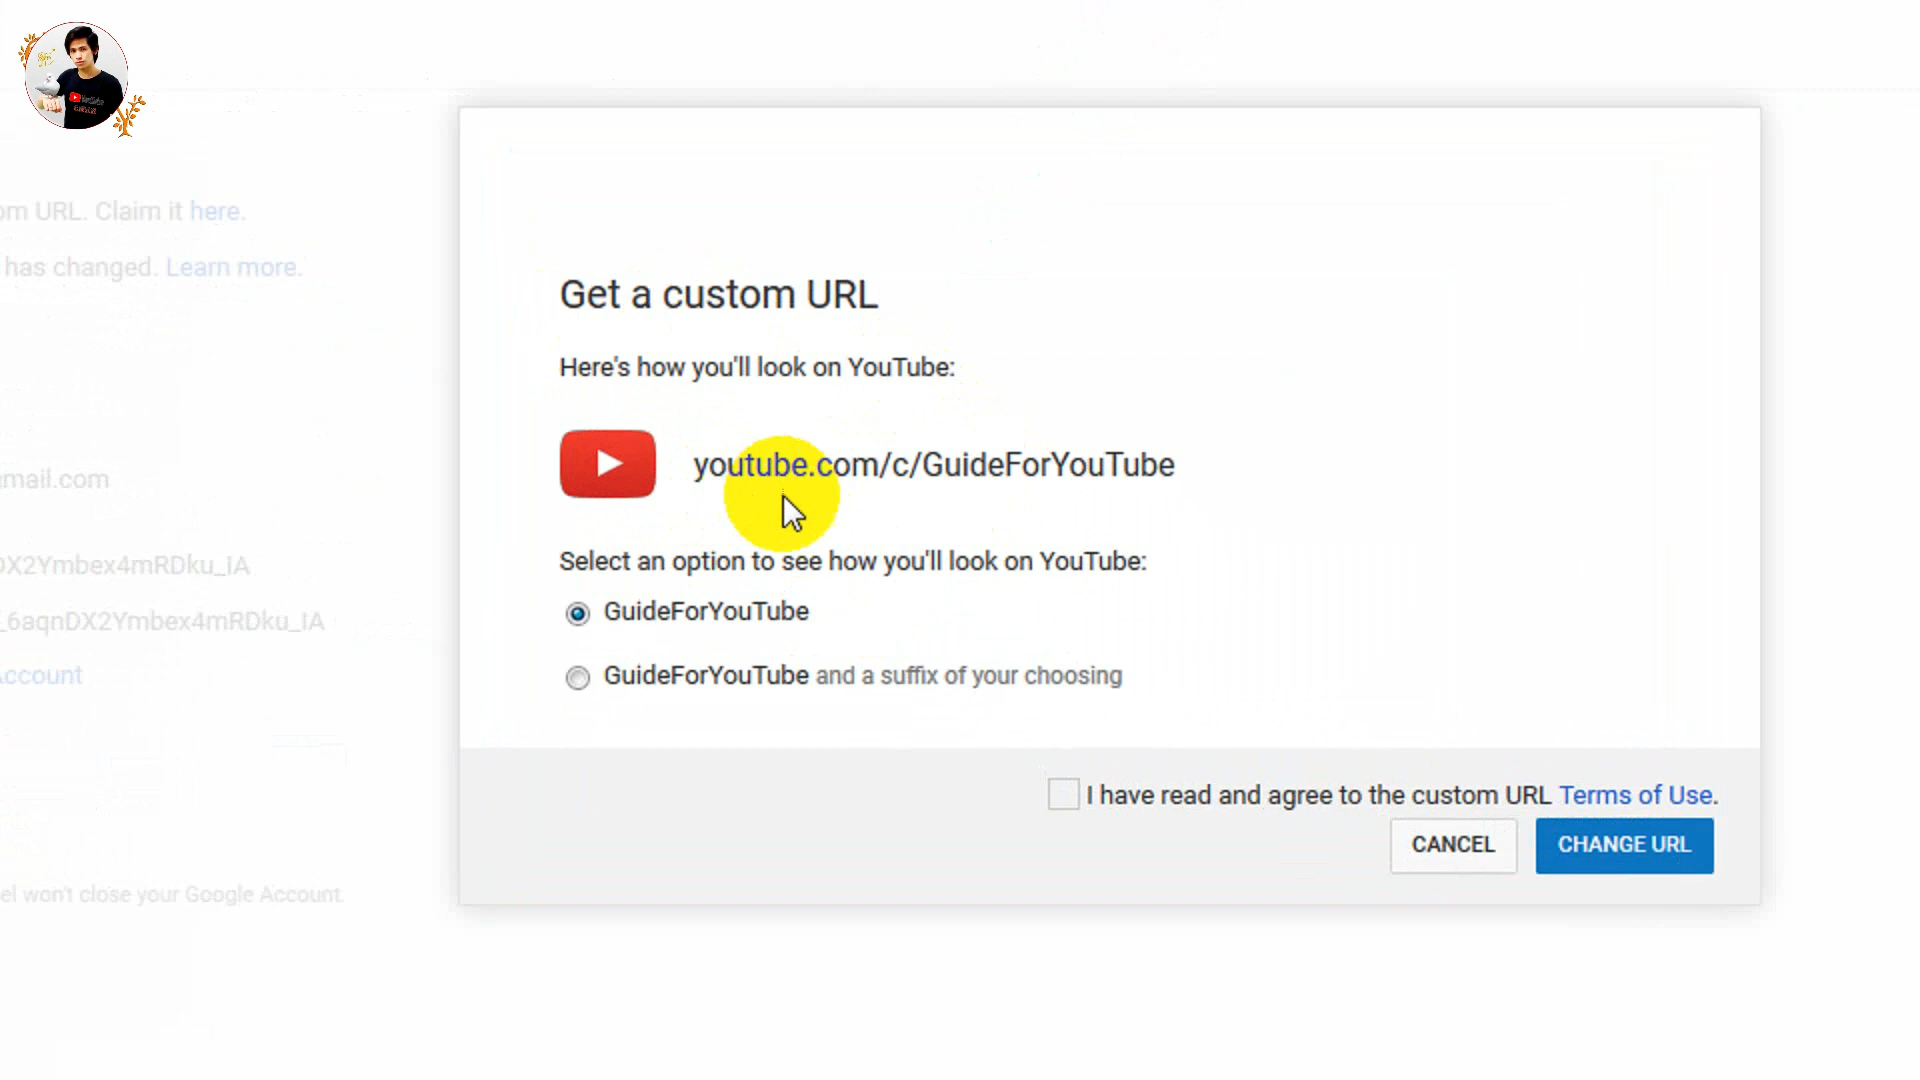 om URL. Claim it here.
has changed. Learn more.
Get a custom URL
Here's how you'll look on YouTube:
youtube.com/c/GuideForYouTube
mail.com
Select an option to see how you'll look on YouTube:
DX2Ymbex4mRDku_IA
GuideForYouTube
_6aqnDX2Ymbex4mRDku_IA
GuideForYouTube and a suffix of your choosing
Account
I have read and agree to the custom URL Terms of Use.
CANCEL
CHANGE URL
el won't close your Google Account.